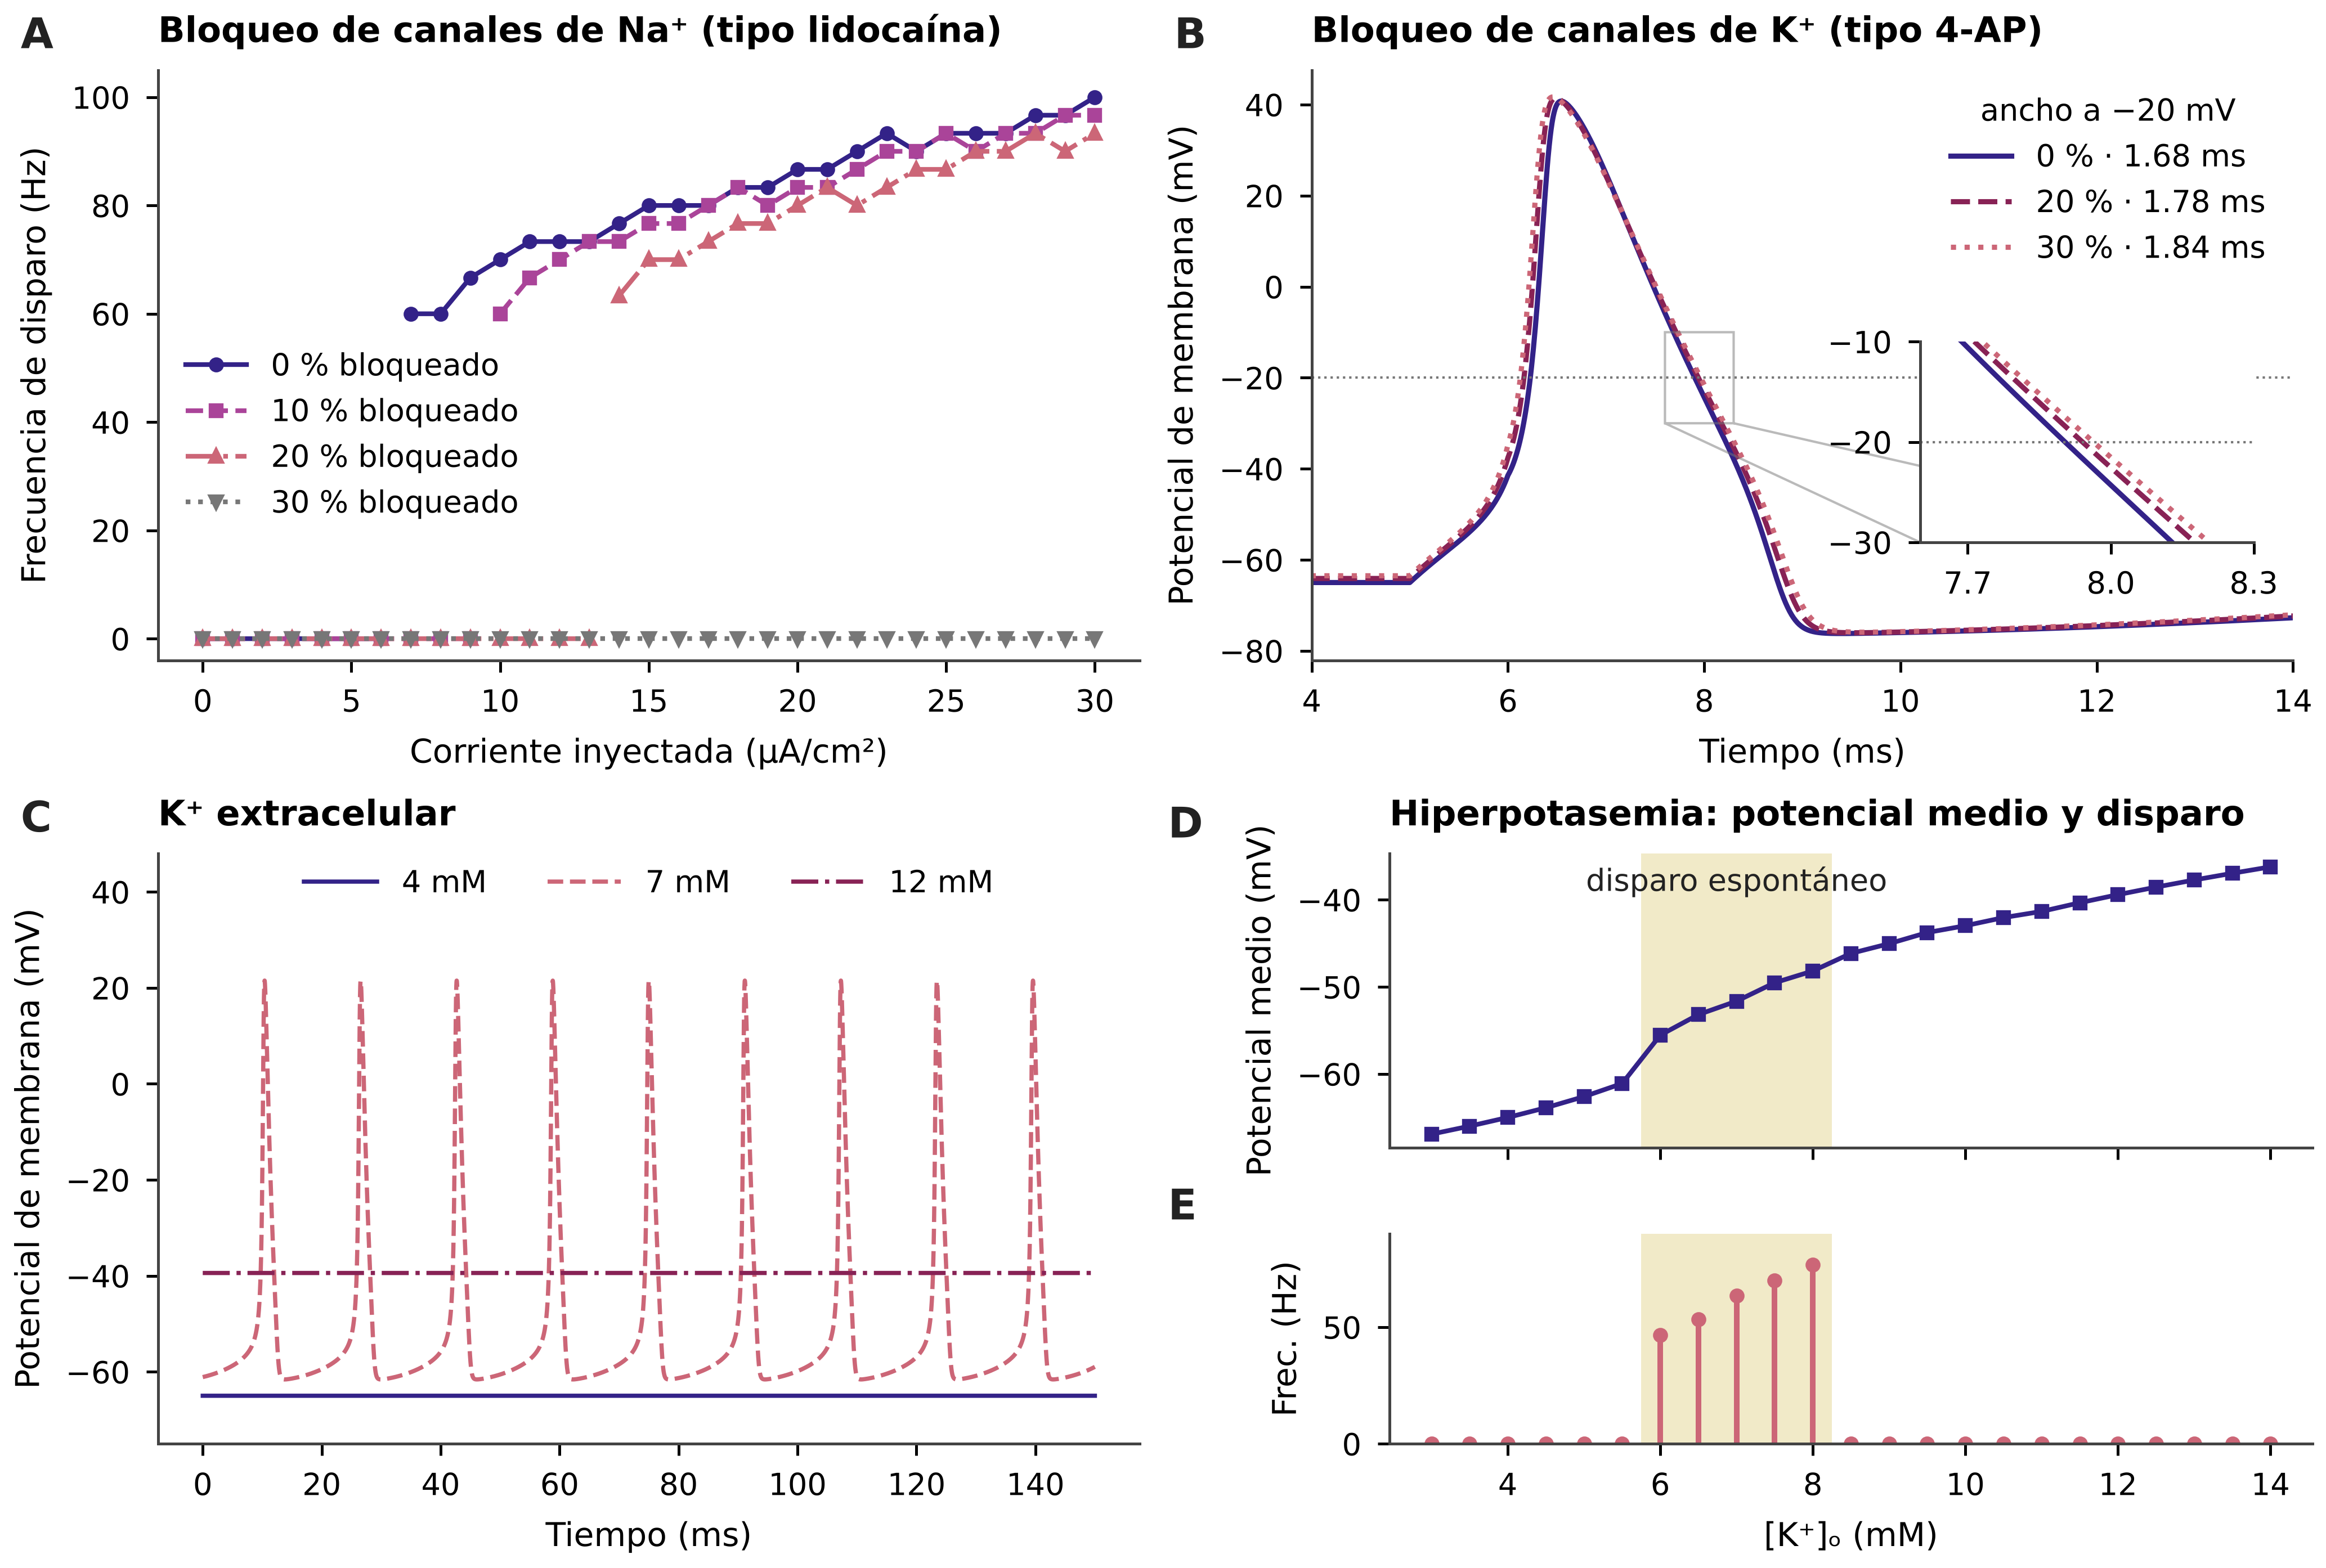 A
Bloqueo de canales de Na⁺ (tipo lidocaína)
Frecuencia de disparo (Hz)
100
80
60
40
20
0
0 % bloqueado
10 % bloqueado
20 % bloqueado
30 % bloqueado
0 5 10 15 20 25 30
Corriente inyectada (µA/cm²)
B
Bloqueo de canales de K⁺ (tipo 4-AP)
Potencial de membrana (mV)
40
20
0
−20
−40
−60
−80
ancho a −20 mV
0 % · 1.68 ms
20 % · 1.78 ms
30 % · 1.84 ms
−10
−20
−30
7.7 8.0 8.3
4 6 8 10 12 14
Tiempo (ms)
C
K⁺ extracelular
Potencial de membrana (mV)
4 mM 7 mM 12 mM
40
20
0
−20
−40
−60
0 20 40 60 80 100 120 140
Tiempo (ms)
D
Hiperpotasemia: potencial medio y disparo
Potencial medio (mV)
disparo espontáneo
−40
−50
−60
E
Frec. (Hz)
50
0
4 6 8 10 12 14
[K⁺]ₒ (mM)